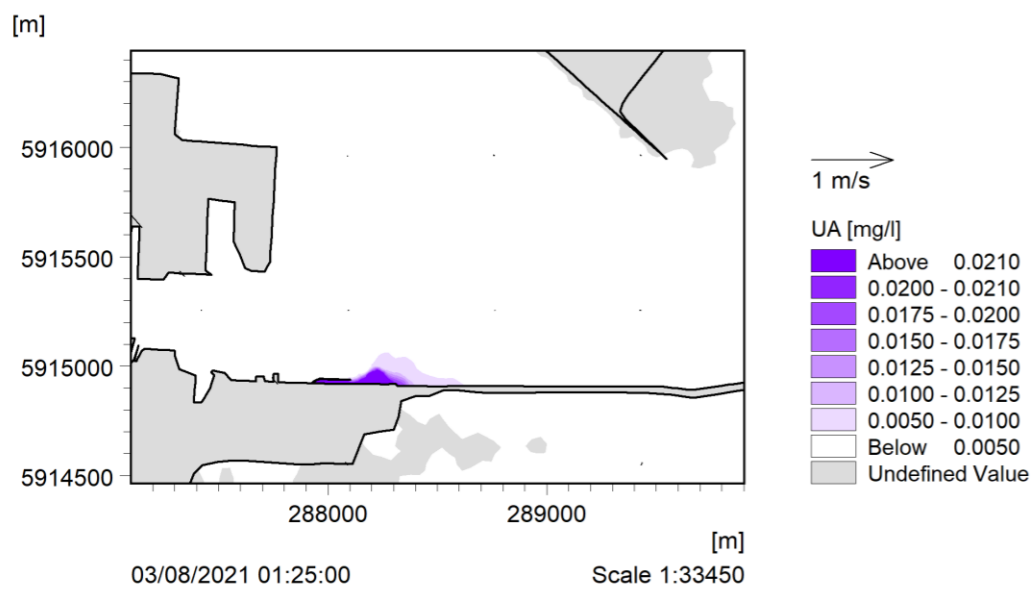 [m]
5916000
5915500
5915000
5914500
288000 289000
[m]
03/08/2021 01:25:00 Scale 1:33450
1 m/s
UA [mg/l]
Above 0.0210
0.0200 - 0.0210
0.0175 - 0.0200
0.0150 - 0.0175
0.0125 - 0.0150
0.0100 - 0.0125
0.0050 - 0.0100
Below 0.0050
Undefined Value